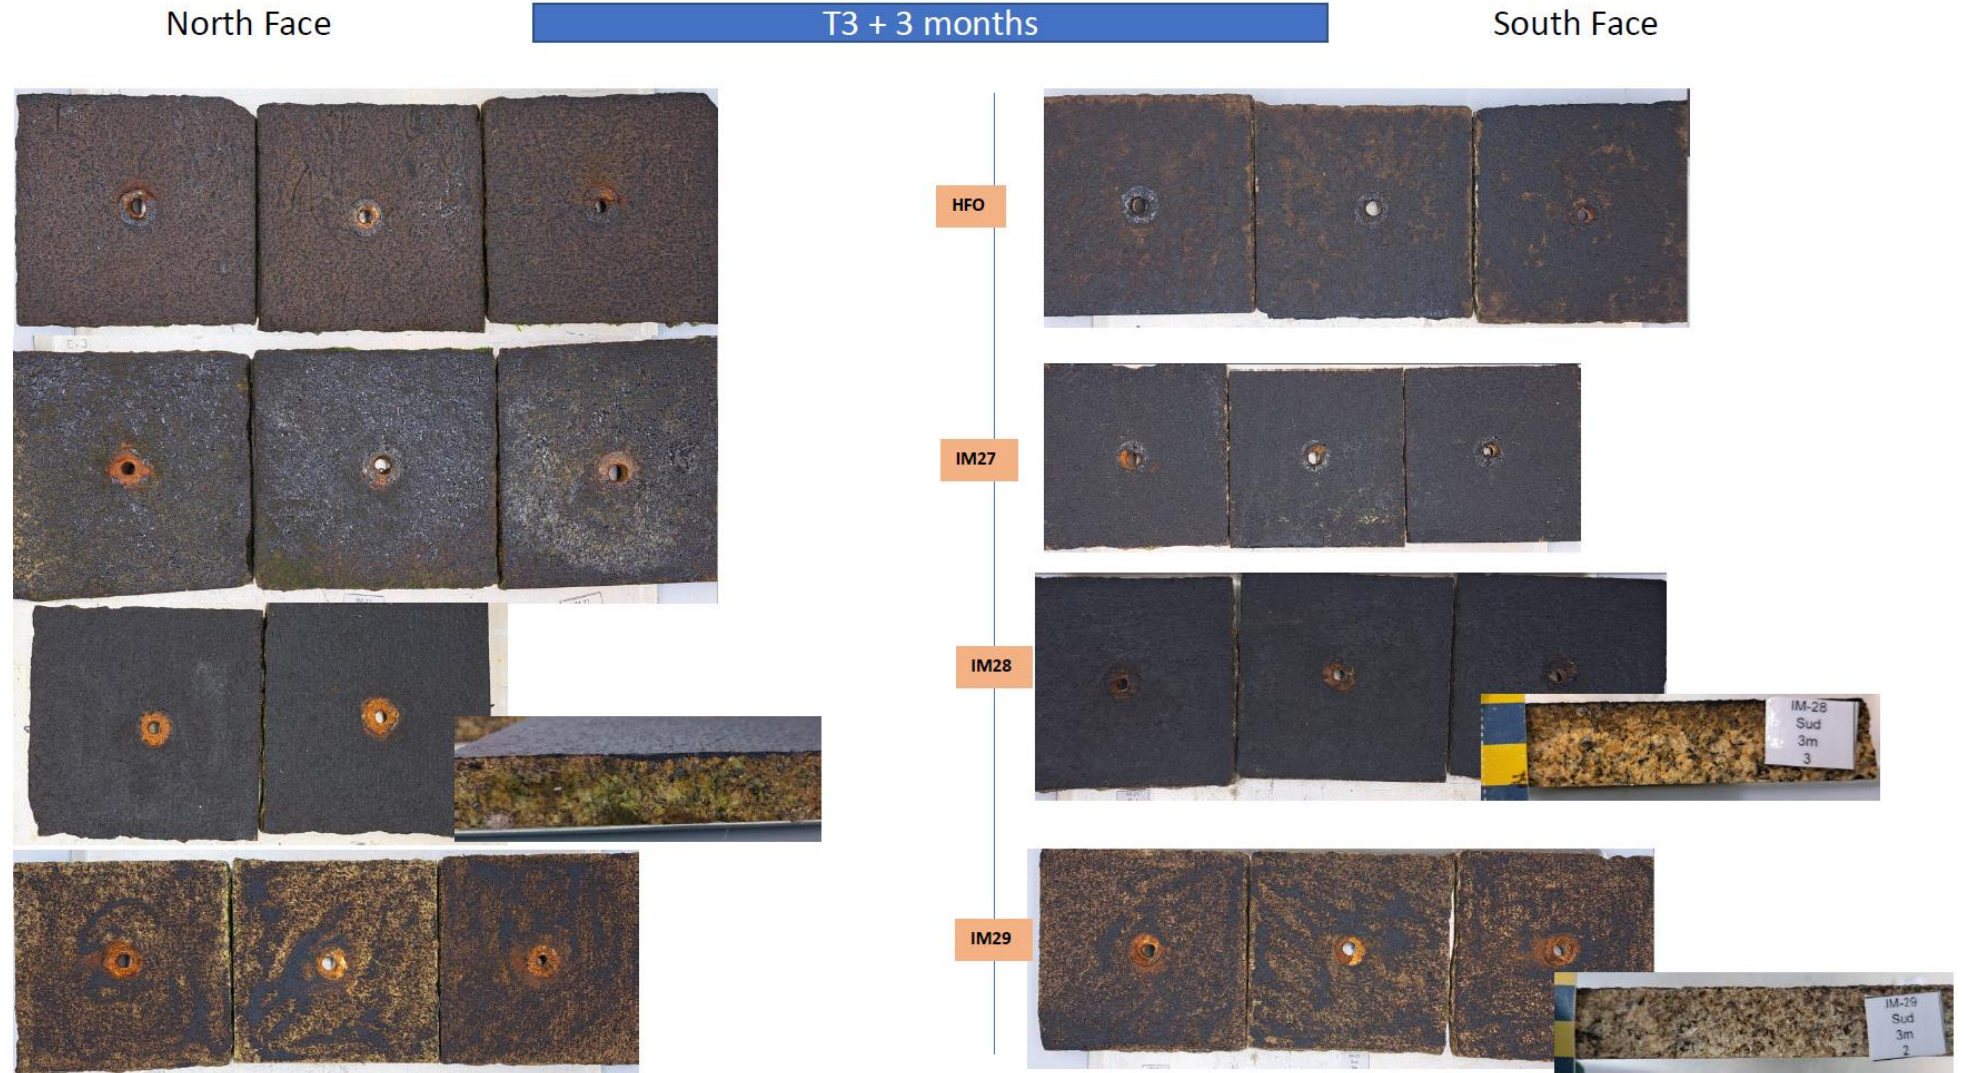 North Face
T3 + 3 months
South Face
HFO
E.3
IM27
IM28
IM-28
Sud
3m
3
IM29
IM-29
Sud
3m
2